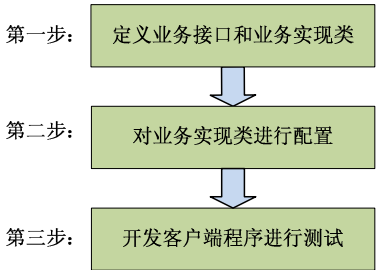 第一步： 定义业务接口和业务实现类
第二步： 对业务实现类进行配置
第三步： 开发客户端程序进行测试